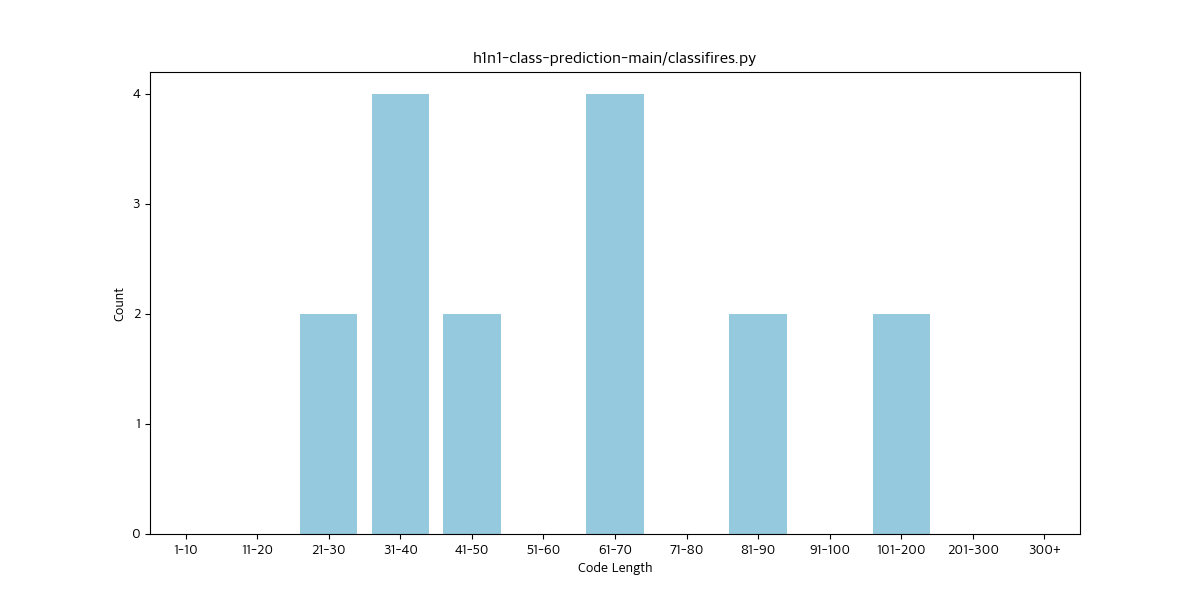 h1n1-class-prediction-main/classifires.py
4
3
2
1
0
Count
1-10 11-20 21-30 31-40 41-50 51-60 61-70 71-80 81-90 91-100 101-200 201-300 300+
Code Length